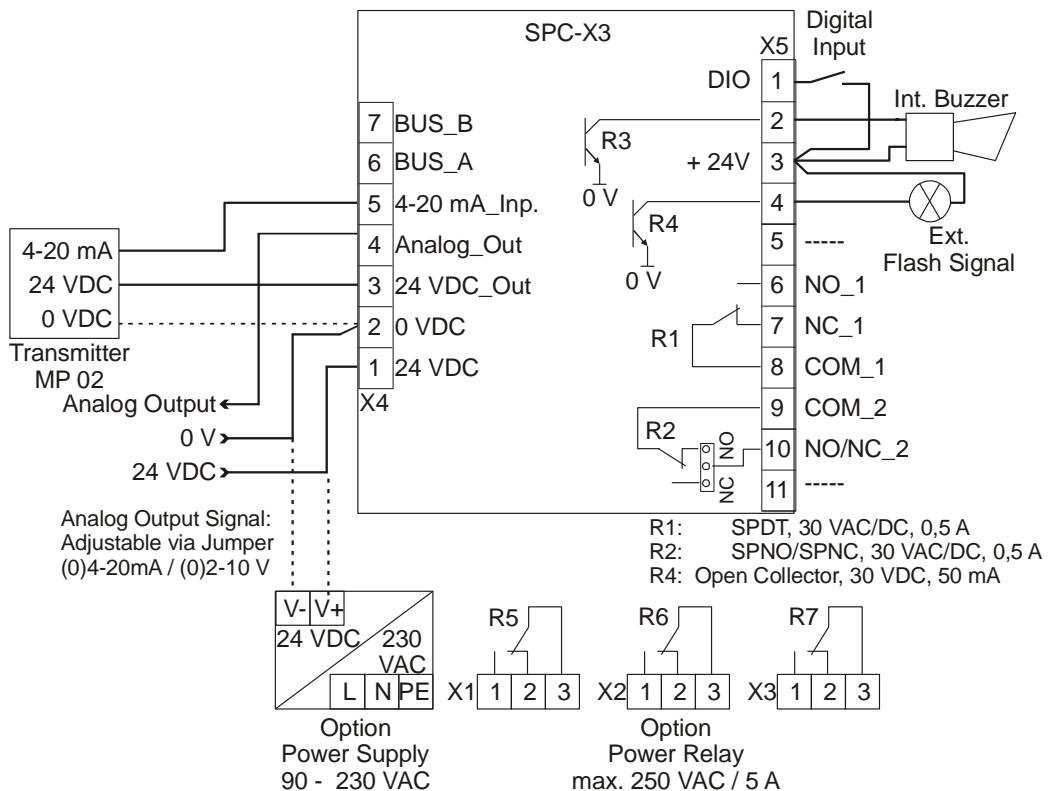 SPC-X3
Digital
Input
X5
DIO 1
Int. Buzzer
2
R3
+ 24V 3
0 V
4
R4
0 V
5 -----
Ext.
Flash Signal
6 NO_1
7 NC_1
R1
8 COM_1
9 COM_2
R2
NO
10 NO/NC_2
NC
11 -----
7 BUS_B
6 BUS_A
5 4-20 mA_Inp.
4 Analog_Out
3 24 VDC_Out
2 0 VDC
1 24 VDC
X4
4-20 mA
24 VDC
0 VDC
Transmitter
MP 02
Analog Output
0 V
24 VDC
Analog Output Signal:
Adjustable via Jumper
(0)4-20mA / (0)2-10 V
R1: SPDT, 30 VAC/DC, 0,5 A
R2: SPNO/SPNC, 30 VAC/DC, 0,5 A
R4: Open Collector, 30 VDC, 50 mA
V- V+
24 VDC
230
VAC
L N PE
Option
Power Supply
90 - 230 VAC
R5
X1 1 2 3
R6
X2 1 2 3
R7
X3 1 2 3
Option
Power Relay
max. 250 VAC / 5 A